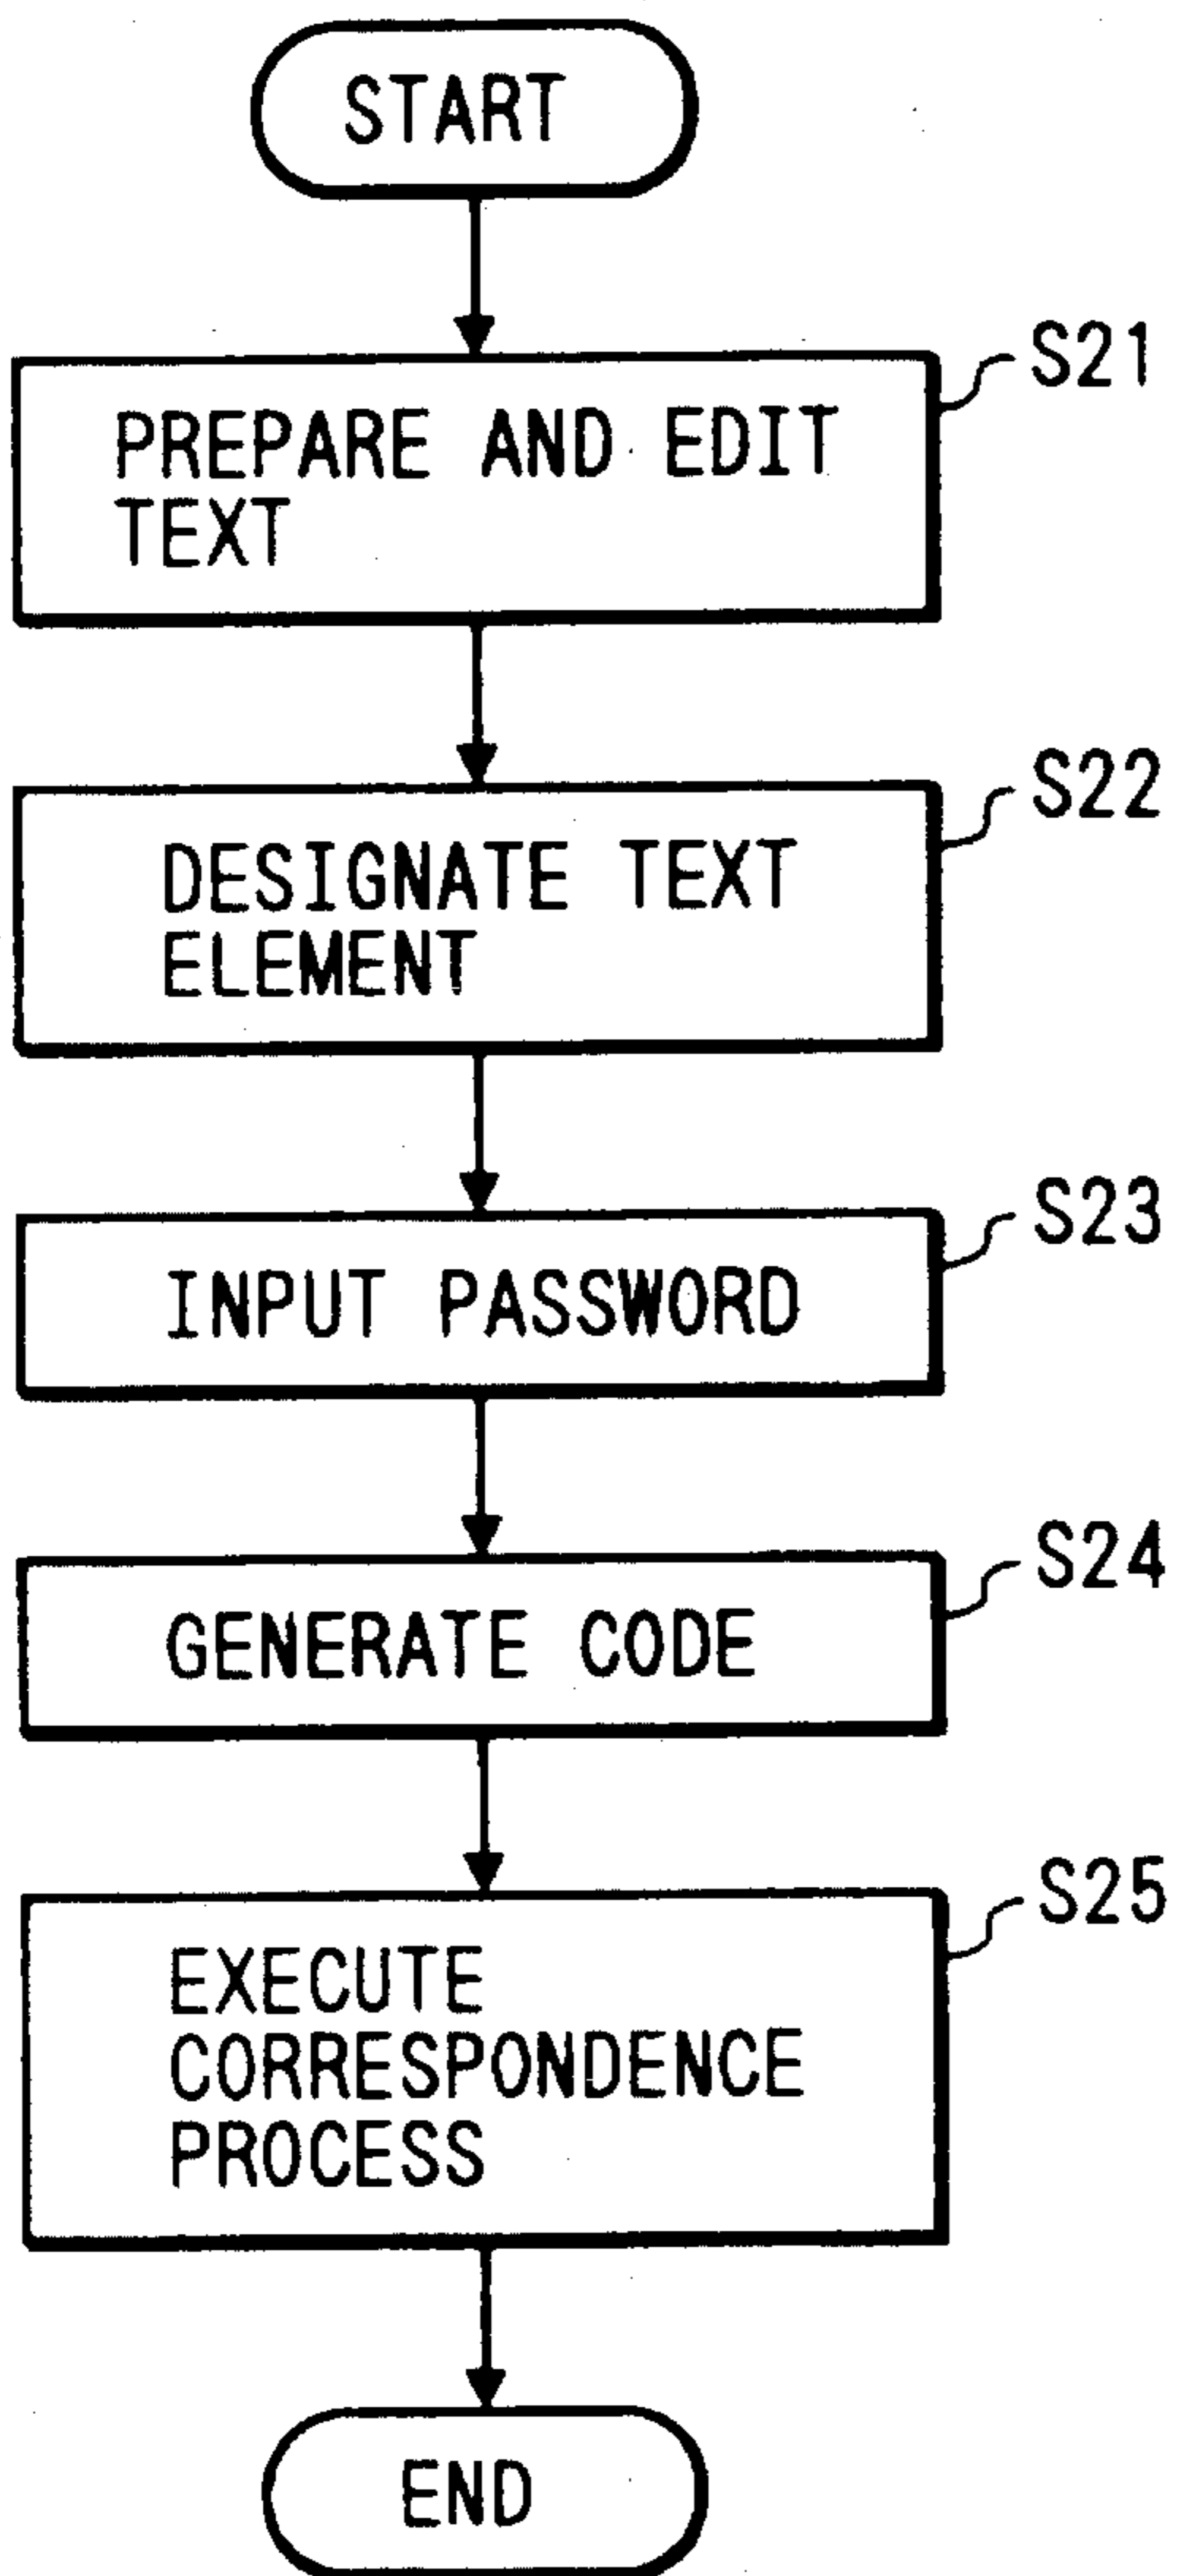 START
S21
PREPARE AND EDIT
TEXT
S22
DESIGNATE TEXT
ELEMENT
S23
INPUT PASSWORD
S24
GENERATE CODE
S25
EXECUTE
CORRESPONDENCE
PROCESS
END